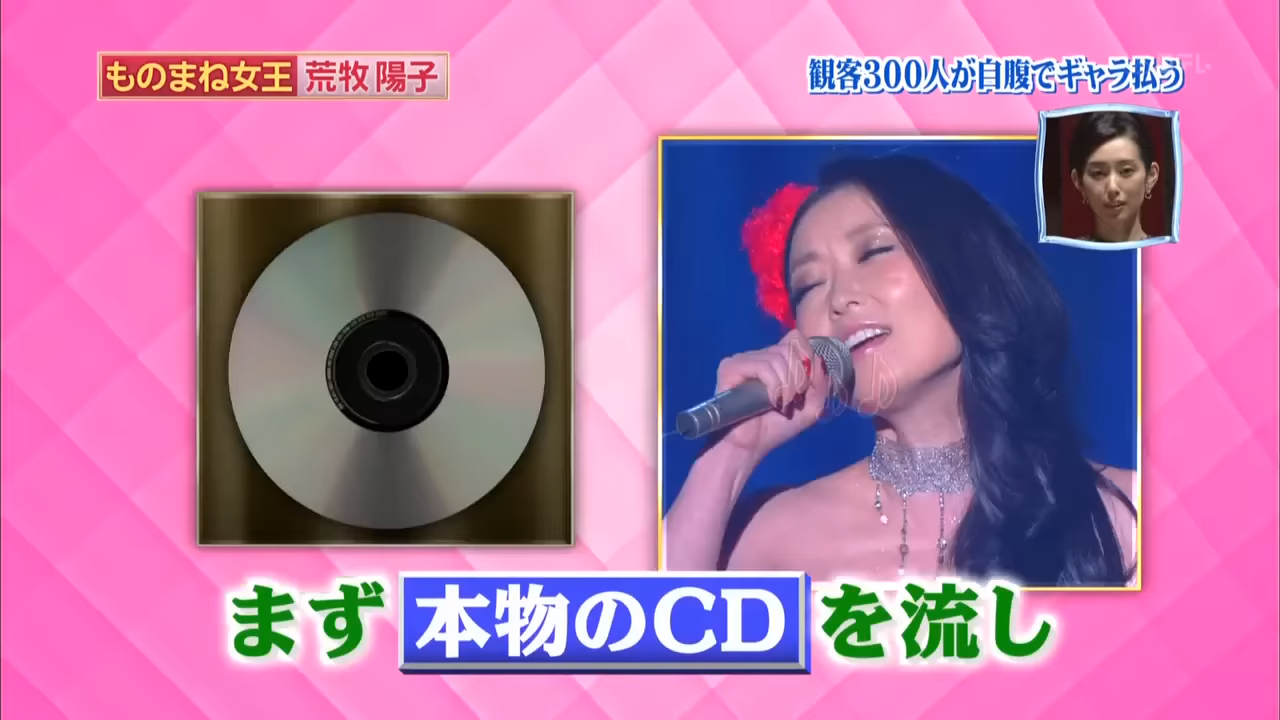 ものまね女王 荒牧 陽子
観客300人が自腹でギャラ払う
まず 本物のCD を流し